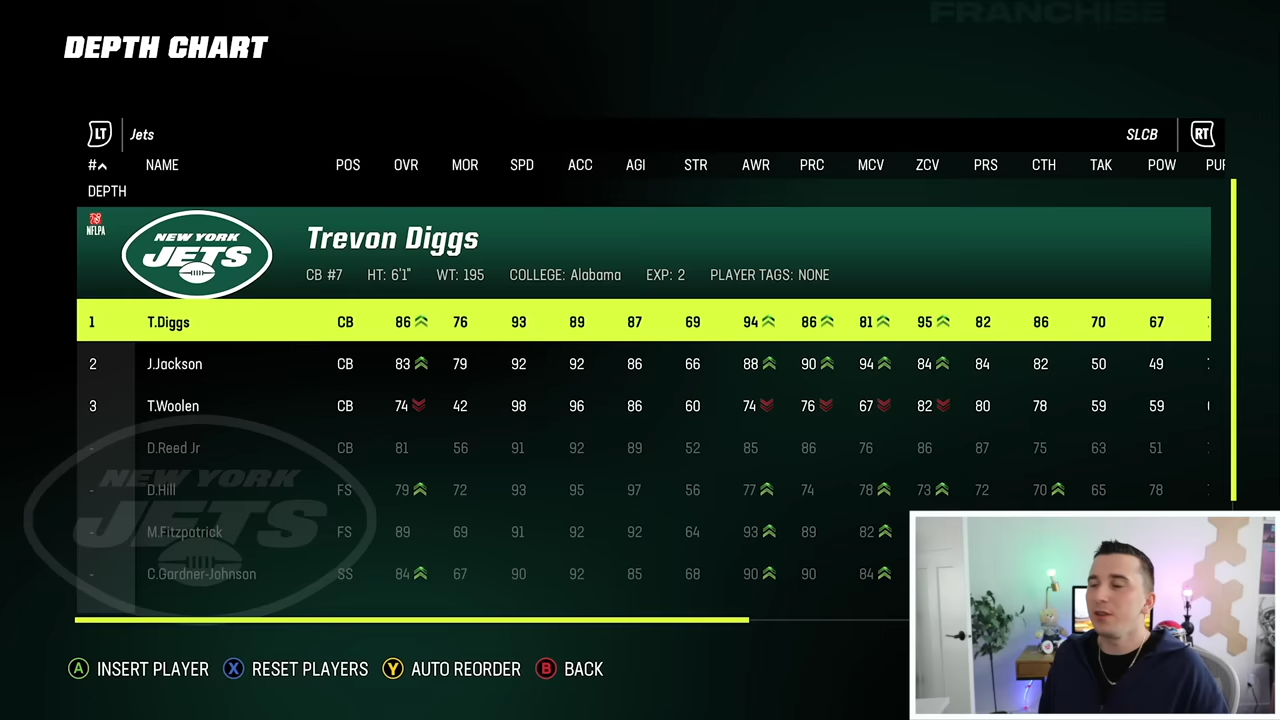 FRANCHISE
DEPTH CHART
LT Jets SLCB RT
# NAME POS OVR MOR SPD ACC AGI STR AWR PRC MCV ZCV PRS CTH TAK POW
DEPTH
NFLPA
NEW YORK
JETS
Trevon Diggs
CB #7 HT: 6'1" WT: 195 COLLEGE: Alabama EXP: 2 PLAYER TAGS: NONE
1 T.Diggs CB 86 76 93 89 87 69 94 86 81 95 82 86 70 67
2 J.Jackson CB 83 79 92 92 86 66 88 90 94 84 84 82 50 49
3 T.Woolen CB 74 42 98 96 86 60 74 76 67 82 80 78 59 59
- D.Reed Jr CB 81 56 91 92 89 52 85 86 76 86 87 75 63 51
- D.Hill FS 79 72 93 95 97 56 77 74 78 73 72 70 65 78
- M.Fitzpatrick FS 89 69 91 92 92 64 93 89 82
- C.Gardner-Johnson SS 84 67 90 92 85 68 90 90 84
NEW YORK
JETS
A INSERT PLAYER X RESET PLAYERS Y AUTO REORDER B BACK